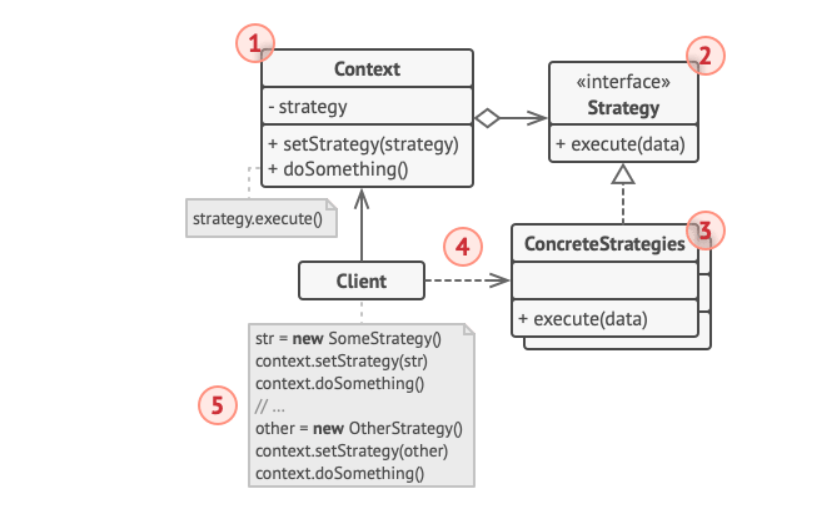 1
Context
- strategy
+ setStrategy(strategy)
+ doSomething()
strategy.execute()
2
«interface»
Strategy
+ execute(data)
3
ConcreteStrategies
+ execute(data)
4
Client
5
str = new SomeStrategy()
context.setStrategy(str)
context.doSomething()
// ...
other = new OtherStrategy()
context.setStrategy(other)
context.doSomething()